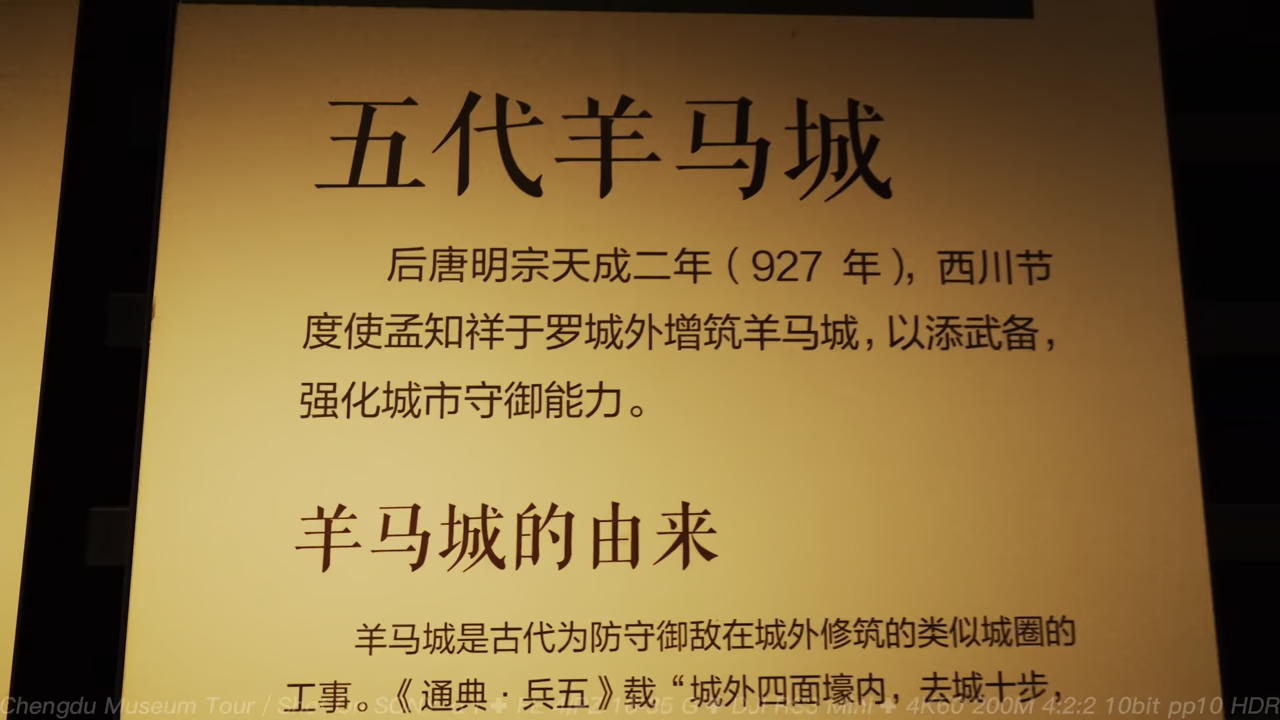 五代羊马城
后唐明宗天成二年（927 年），西川节
度使孟知祥于罗城外增筑羊马城，以添武备，
强化城市守御能力。
羊马城的由来
羊马城是古代为防守御敌在城外修筑的类似城圈的
工事。《通典·兵五》载“城外四面壕内，去城十步，
Chengdu Museum Tour / 4K60 200M 4:2:2 10bit pp10 HDR